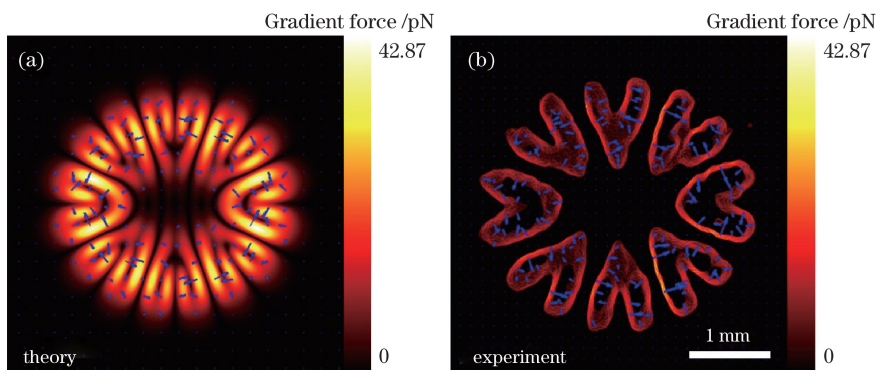 Gradient force /pN
(a)
42.87
0
theory
Gradient force /pN
(b)
42.87
0
experiment
1 mm